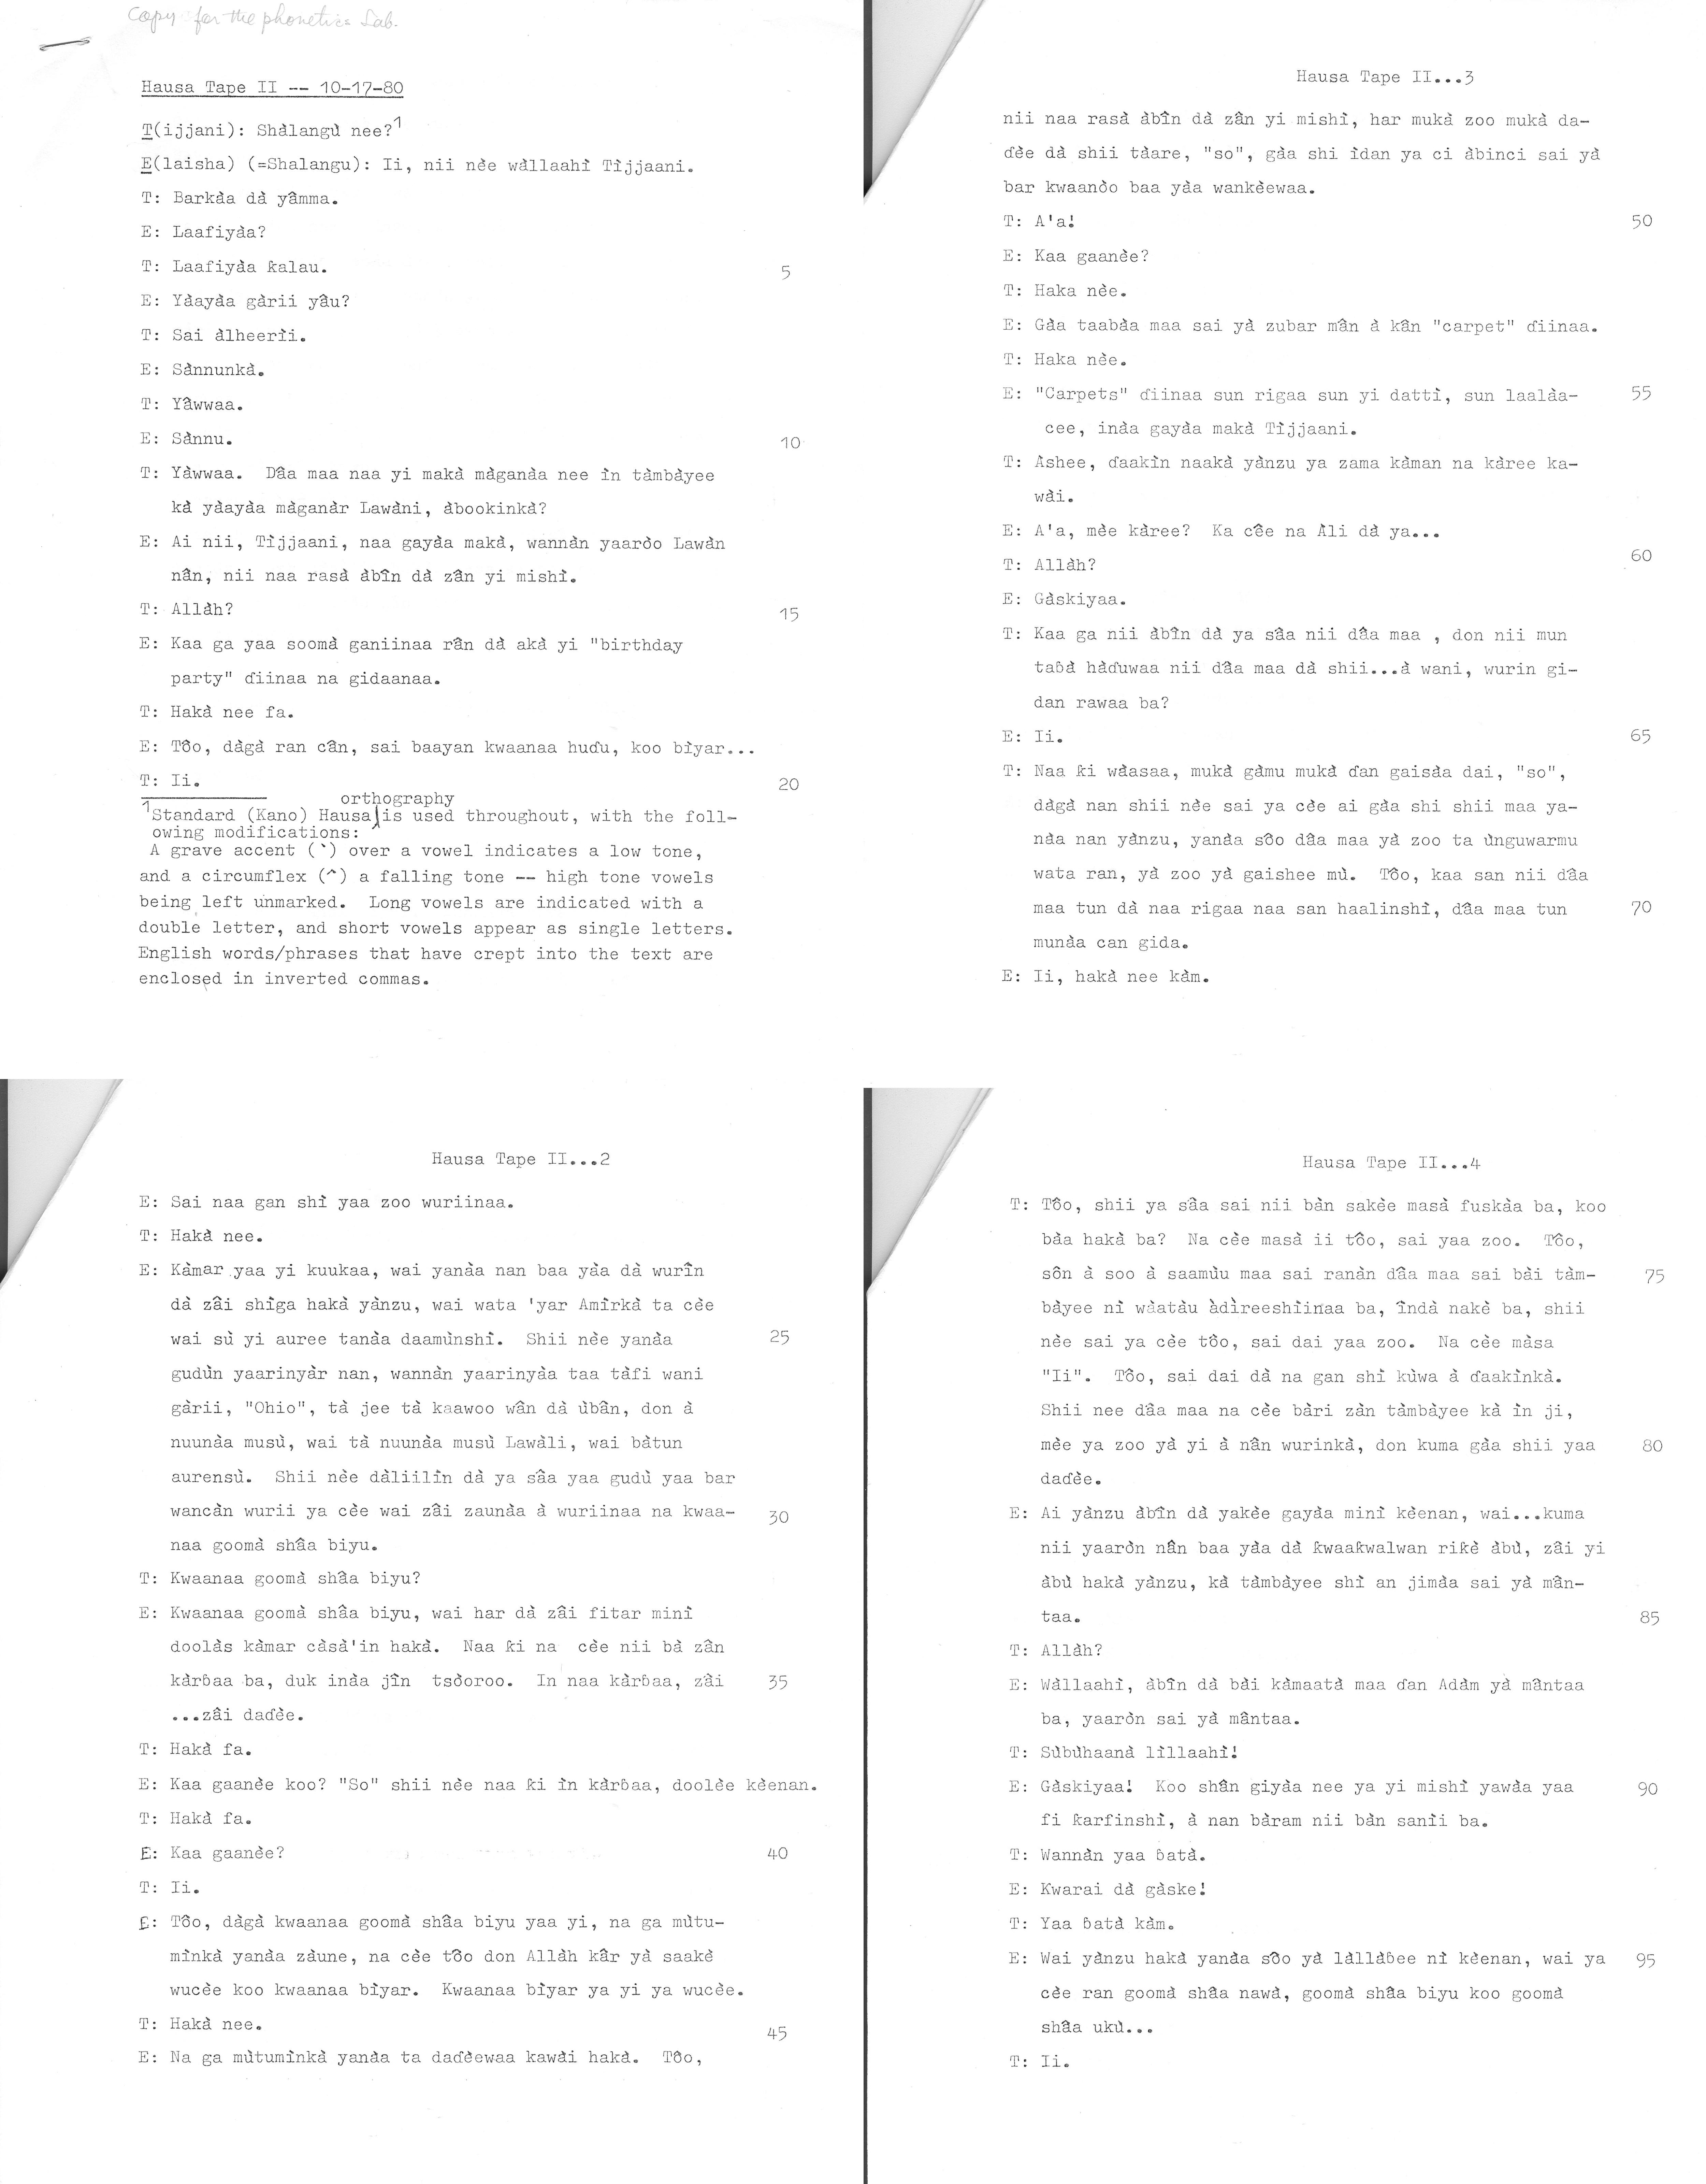 Copy for the phonetics Lab.
Hausa Tape II -- 10-17-80
T(ijjani): Shàlangù nee?¹
E(laisha) (=Shalangu): Ii, nii nèe wàllaahì Tìjjaani.
T: Barkàa dà yâmma.
E: Laafiyàa?
T: Laafiyàa ƙalau. 5
E: Yàayàa gàrii yâu?
T: Sai àlheerìi.
E: Sànnunkà.
T: Yâwwaa.
E: Sànnu. 10
T: Yàwwaa. Dâa maa naa yi makà màganàa nee ìn tàmbàyee
kà yàayàa màganàr Lawàni, àbookinkà?
E: Ai nii, Tìjjaani, naa gayàa makà, wannàn yaaròo Lawàn
nân, nii naa rasà àbîn dà zân yi mishì.
T: Allàh? 15
E: Kaa ga yaa soomà ganiinaa rân dà akà yi "birthday
party" ɗiinaa na gidaanaa.
T: Hakà nee fa.
E: Tôo, dàgà ran cân, sai baayan kwaanaa huɗu, koo bìyar...
T: Ii. 20
¹Standard (Kano) Hausa orthography is used throughout, with the foll-
owing modifications:
A grave accent (`) over a vowel indicates a low tone,
and a circumflex (^) a falling tone -- high tone vowels
being left unmarked. Long vowels are indicated with a
double letter, and short vowels appear as single letters.
English words/phrases that have crept into the text are
enclosed in inverted commas.
Hausa Tape II...2
E: Sai naa gan shì yaa zoo wuriinaa.
T: Hakà nee.
E: Kàmar yaa yi kuukaa, wai yanàa nan baa yàa dà wurîn
dà zâi shìga hakà yànzu, wai wata 'yar Amìrkà ta cèe
wai sù yi auree tanàa daamùnshì. Shii nèe yanàa 25
gudùn yaarinyàr nan, wannàn yaarinyàa taa tàfi wani
gàrii, "Ohio", tà jee tà kaawoo wân dà ùbân, don à
nuunàa musù, wai tà nuunàa musù Lawàli, wai bàtun
aurensù. Shii nèe dàliilîn dà ya sâa yaa gudù yaa bar
wancàn wurii ya cèe wai zâi zaunàa à wuriinaa na kwaa- 30
naa goomà shâa biyu.
T: Kwaanaa goomà shâa biyu?
E: Kwaanaa goomà shâa biyu, wai har dà zâi fitar minì
doolàs kàmar càsà'in hakà. Naa ƙi na cèe nii bà zân
kàrɓaa ba, duk inàa jîn tsòoroo. In naa kàrɓaa, zâi 35
...zâi daɗèe.
T: Hakà fa.
E: Kaa gaanèe koo? "So" shii nèe naa ƙi ìn kàrɓaa, doolèe kèenan.
T: Hakà fa.
E: Kaa gaanèe? 40
T: Ii.
E: Tôo, dàgà kwaanaa goomà shâa biyu yaa yi, na ga mùtu-
mìnkà yanàa zàune, na cèe tôo don Allàh kâr yà saakè
wucèe koo kwaanaa bìyar. Kwaanaa bìyar ya yi ya wucèe.
T: Hakà nee. 45
E: Na ga mùtumìnkà yanàa ta daɗèewaa kawài hakà. Tôo,
Hausa Tape II...3
nii naa rasà àbîn dà zân yi mishì, har mukà zoo mukà da-
ɗèe dà shii tàare, "so", gàa shi ìdan ya ci àbinci sai yà
bar kwaanòo baa yàa wankèewaa.
T: A'a! 50
E: Kaa gaanèe?
T: Haka nèe.
E: Gàa taabàa maa sai yà zubar mân à kân "carpet" ɗiinaa.
T: Haka nèe.
E: "Carpets" ɗiinaa sun rigaa sun yi dattì, sun laalàa- 55
cee, inàa gayàa makà Tìjjaani.
T: Àshee, ɗaakìn naakà yànzu ya zama kàman na kàree ka-
wài.
E: A'a, mèe kàree? Ka cêe na Àli dà ya...
T: Allàh? 60
E: Gàskiyaa.
T: Kaa ga nii àbîn dà ya sâa nii dâa maa , don nii mun
taɓà hàɗuwaa nii dâa maa dà shii...à wani, wurin gi-
dan rawaa ba?
E: Ii. 65
T: Naa ƙi wàasaa, mukà gàmu mukà ɗan gaisàa dai, "so",
dàgà nan shii nèe sai ya cèe ai gàa shi shii maa ya-
nàa nan yànzu, yanàa sôo dâa maa yà zoo ta ùnguwarmu
wata ran, yà zoo yà gaishee mù. Tôo, kaa san nii dâa
maa tun dà naa rigaa naa san haalinshì, dâa maa tun 70
munàa can gida.
E: Ii, hakà nee kàm.
Hausa Tape II...4
T: Tôo, shii ya sâa sai nii bàn sakèe masà fuskàa ba, koo
bàa hakà ba? Na cèe masà ii tôo, sai yaa zoo. Tôo,
sôn à soo à saamùu maa sai ranàn dâa maa sai bài tàm- 75
bàyee nì wàatàu àdìreeshìinaa ba, ìndà nakè ba, shii
nèe sai ya cèe tôo, sai dai yaa zoo. Na cèe màsa
"Ii". Tôo, sai dai dà na gan shì kùwa à ɗaakìnkà.
Shii nee dâa maa na cèe bàri zàn tàmbàyee kà ìn ji,
mèe ya zoo yà yi à nân wurinkà, don kuma gàa shii yaa 80
daɗèe.
E: Ai yànzu àbîn dà yakèe gayàa minì kèenan, wai...kuma
nii yaaròn nân baa yàa dà ƙwaaƙwalwan riƙè àbù, zâi yi
àbù hakà yànzu, kà tàmbàyee shì an jimàa sai yà mân-
taa. 85
T: Allàh?
E: Wàllaahì, àbîn dà bài kàmaatà maa ɗan Adàm yà mântaa
ba, yaaròn sai yà mântaa.
T: Sùbùhaanà lìllaahì!
E: Gàskiyaa! Koo shân giyàa nee ya yi mishì yawàa yaa 90
fi ƙarfinshì, à nan bàram nii bàn sanìi ba.
T: Wannàn yaa ɓatà.
E: Kwarai dà gàske!
T: Yaa ɓatà kàm.
E: Wai yànzu hakà yanàa sôo yà làllàɓee nì kèenan, wai ya 95
cèe ran goomà shâa nawà, goomà shâa biyu koo goomà
shâa ukù...
T: Ii.